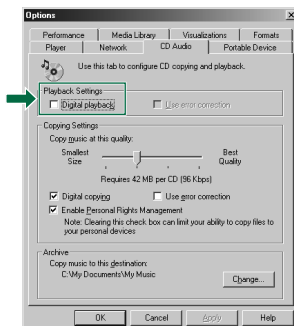 Options
Performance Media Library Visualizations Formats
Player Network CD Audio Portable Device
Use this tab to configure CD copying and playback.
Playback Settings
Digital playback Use error correction
Copying Settings
Copy music at this quality:
Smallest Size Best Quality
Requires 42 MB per CD (96 Kbps)
Digital copying Use error correction
Enable Personal Rights Management
Note: Clearing this check box can limit your ability to copy files to
your personal devices
Archive
Copy music to this destination:
C:\My Documents\My Music
Change...
OK Cancel Apply Help